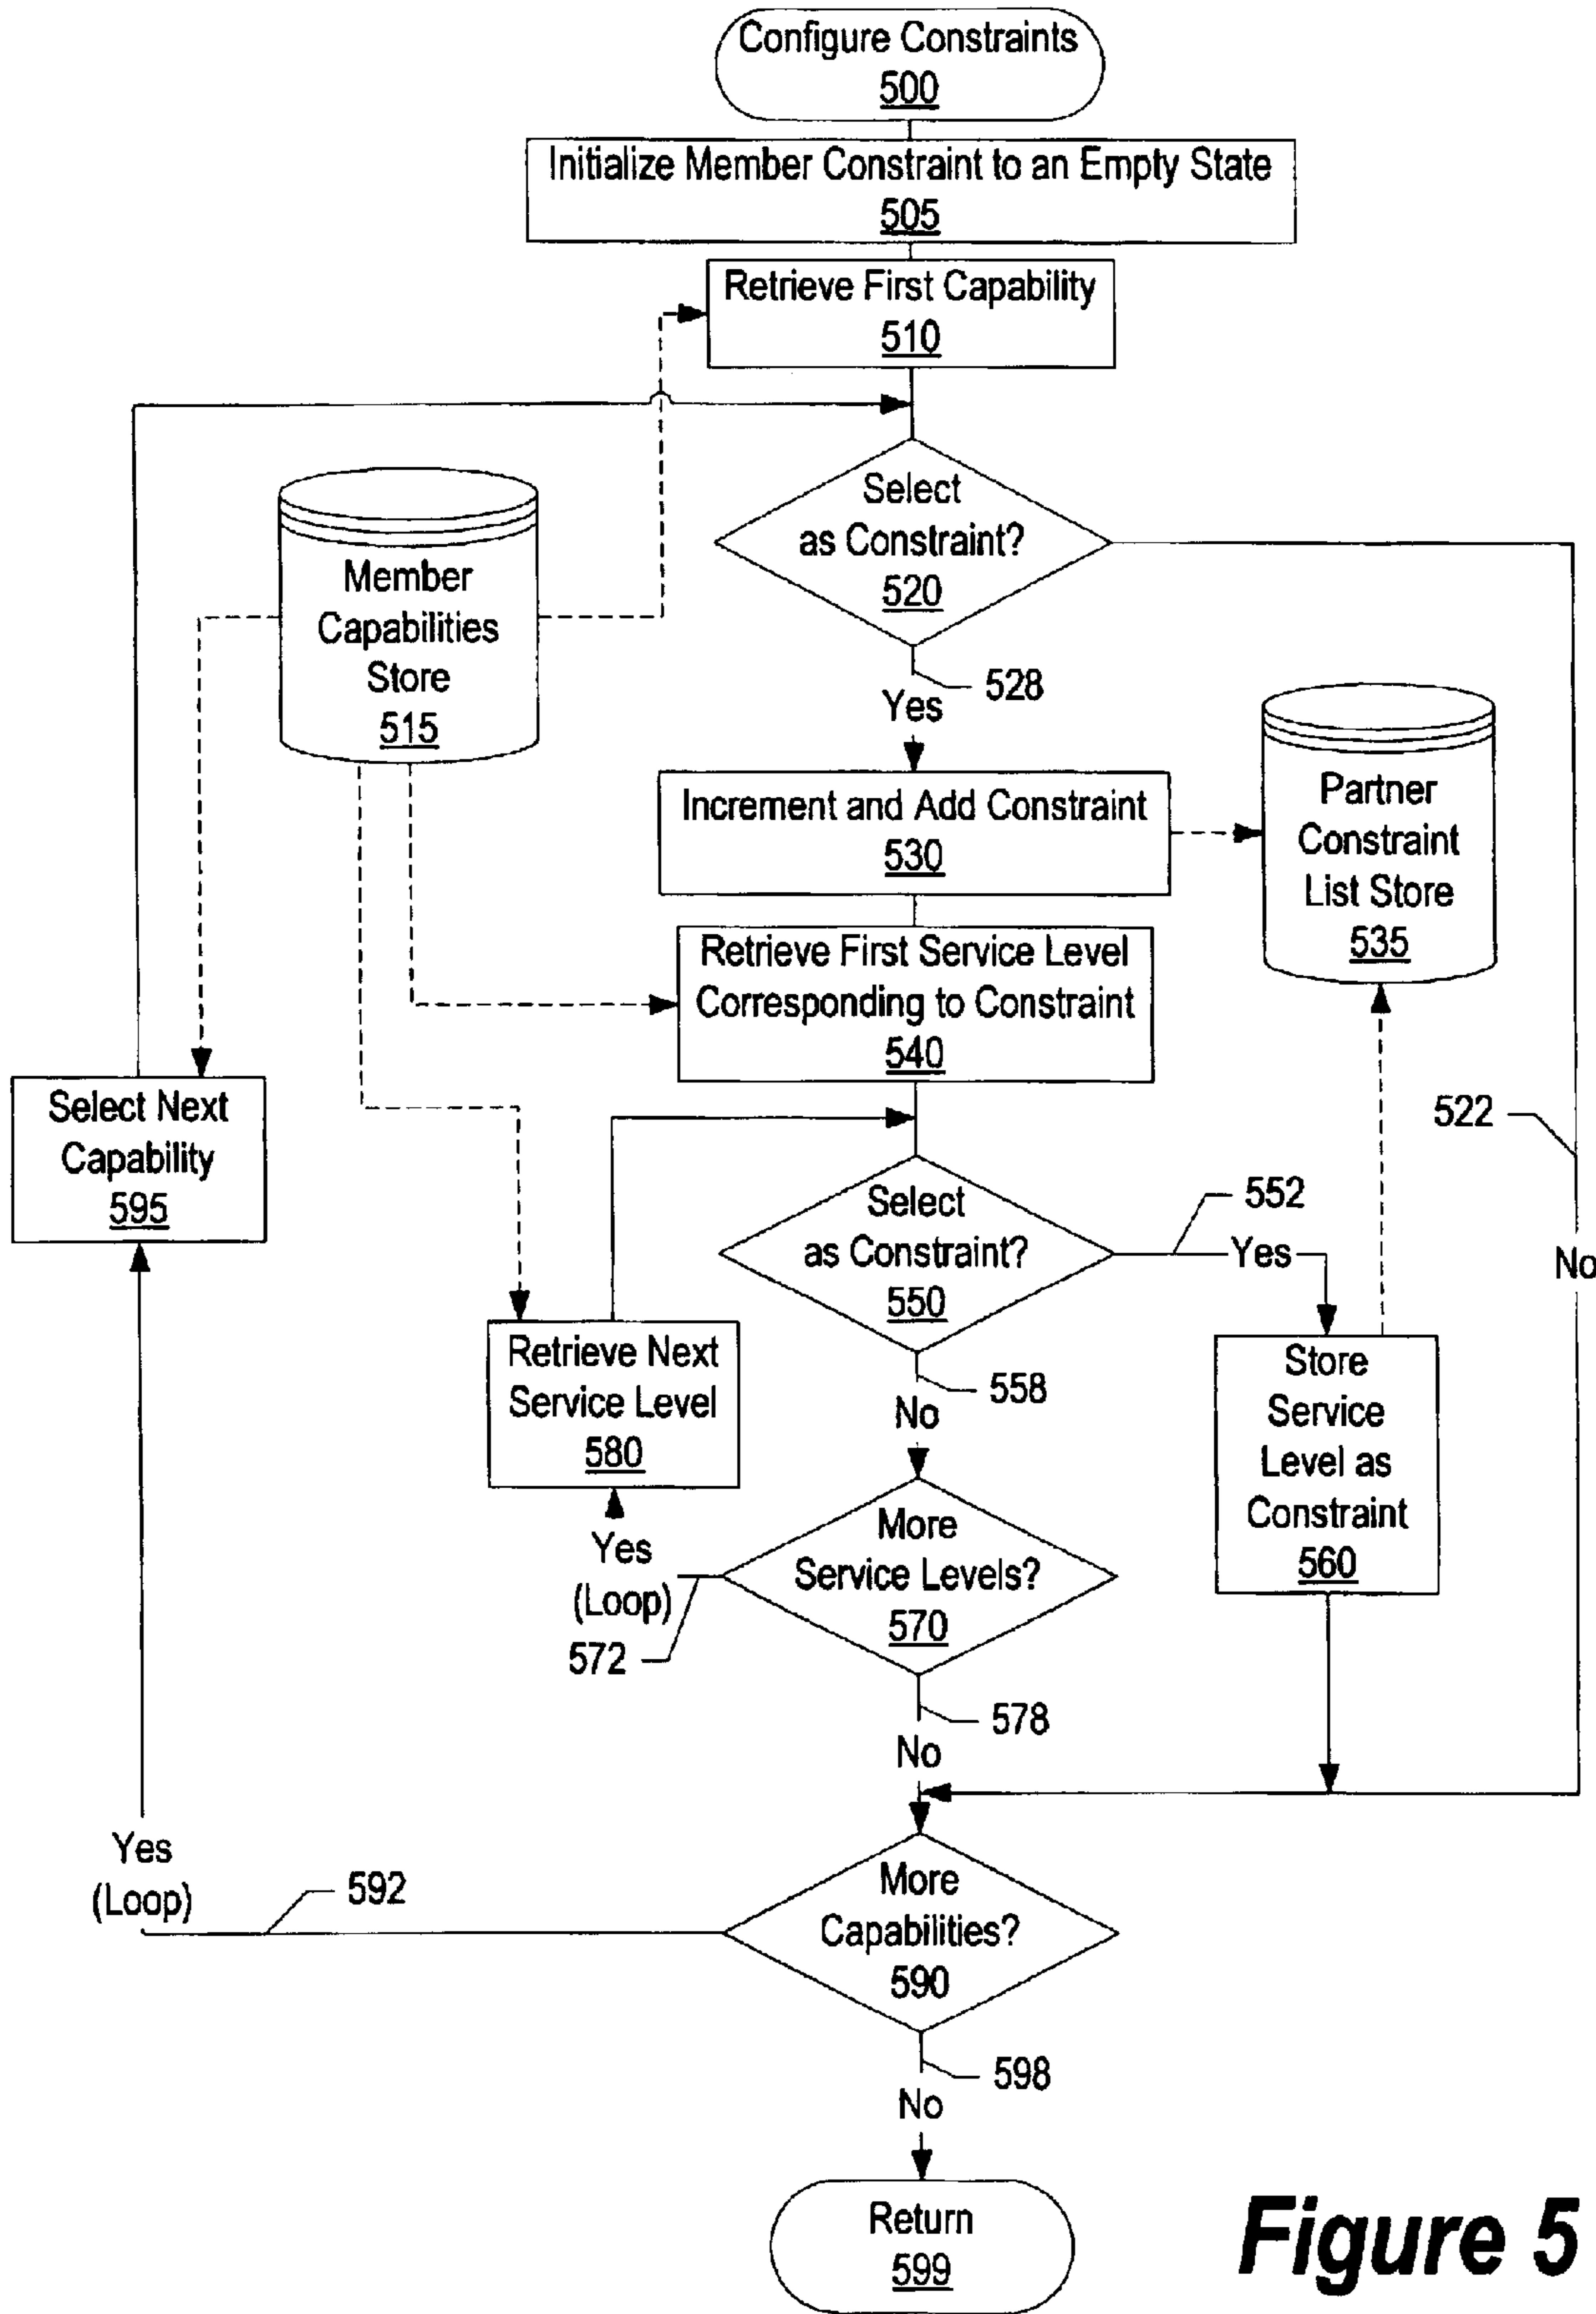 Configure Constraints
500
Initialize Member Constraint to an Empty State
505
Retrieve First Capability
510
Select
as Constraint?
520
Member
Capabilities
Store
515
528
Yes
Increment and Add Constraint
530
Partner
Constraint
List Store
535
Retrieve First Service Level
Corresponding to Constraint
540
Select Next
Capability
595
522
No
Select
as Constraint?
550
552
Yes
Retrieve Next
Service Level
580
558
No
Store
Service
Level as
Constraint
560
More
Service Levels?
570
Yes
(Loop)
572
578
No
Yes
(Loop)
592
More
Capabilities?
590
598
No
Return
599
Figure 5